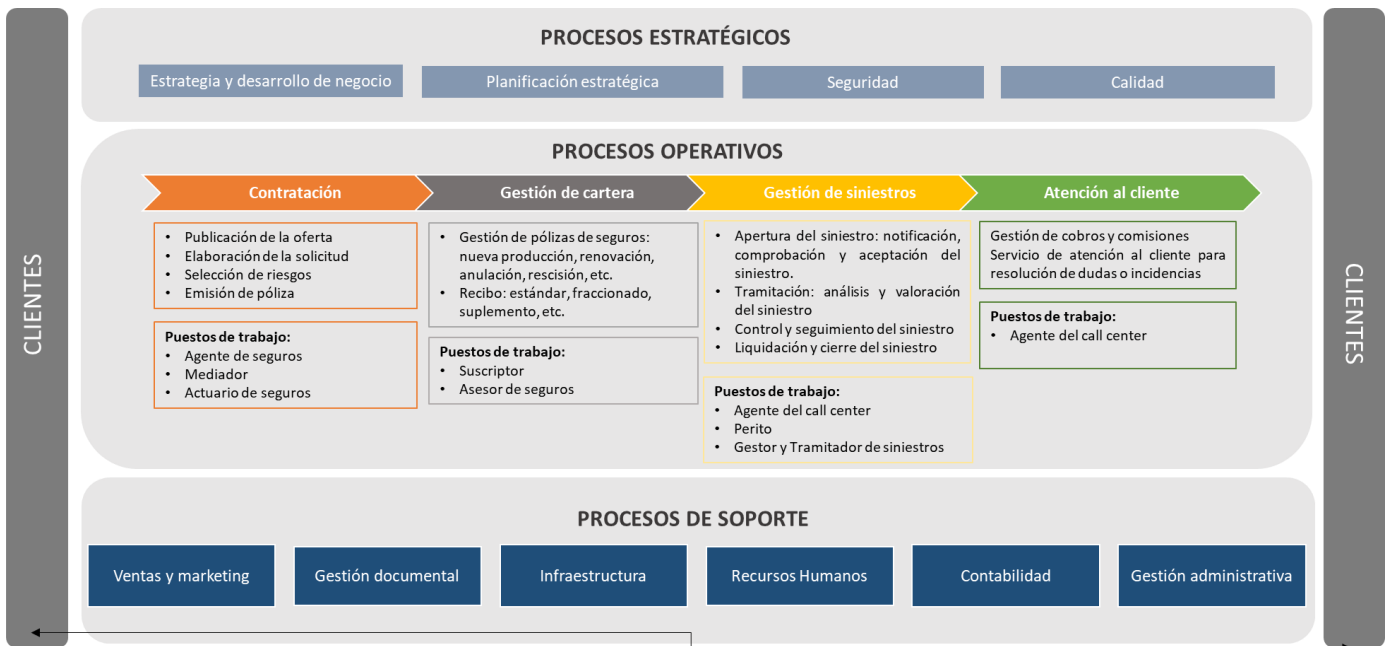 CLIENTES
PROCESOS ESTRATÉGICOS
Estrategia y desarrollo de negocio
Planificación estratégica
Seguridad
Calidad
PROCESOS OPERATIVOS
Contratación
Gestión de cartera
Gestión de siniestros
Atención al cliente
• Publicación de la oferta
• Elaboración de la solicitud
• Selección de riesgos
• Emisión de póliza
Puestos de trabajo:
• Agente de seguros
• Mediador
• Actuario de seguros
• Gestión de pólizas de seguros:
nueva producción, renovación,
anulación, rescisión, etc.
• Recibo: estándar, fraccionado,
suplemento, etc.
Puestos de trabajo:
• Suscriptor
• Asesor de seguros
• Apertura del siniestro: notificación,
comprobación y aceptación del
siniestro.
• Tramitación: análisis y valoración
del siniestro
• Control y seguimiento del siniestro
• Liquidación y cierre del siniestro
Puestos de trabajo:
• Agente del call center
• Perito
• Gestor y Tramitador de siniestros
Gestión de cobros y comisiones
Servicio de atención al cliente para
resolución de dudas o incidencias
Puestos de trabajo:
• Agente del call center
PROCESOS DE SOPORTE
Ventas y marketing
Gestión documental
Infraestructura
Recursos Humanos
Contabilidad
Gestión administrativa
CLIENTES